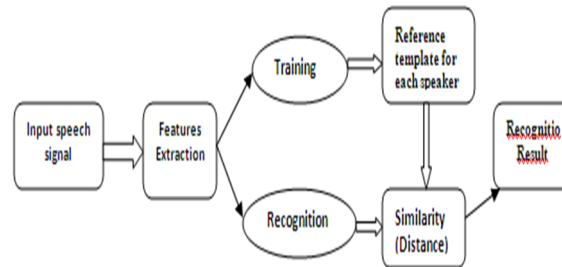 Input speech
signal
Features
Extraction
Training
Reference
template for
each speaker
Recognition
Similarity
(Distance)
Recognitio
Result